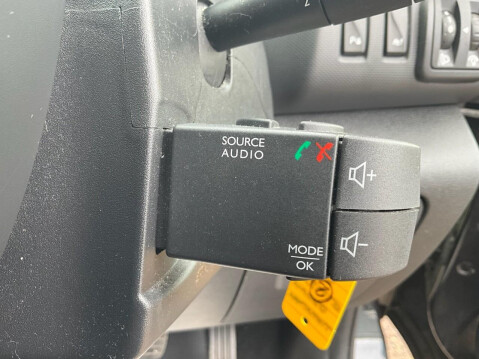 SOURCE
AUDIO
+
MODE
OK
-